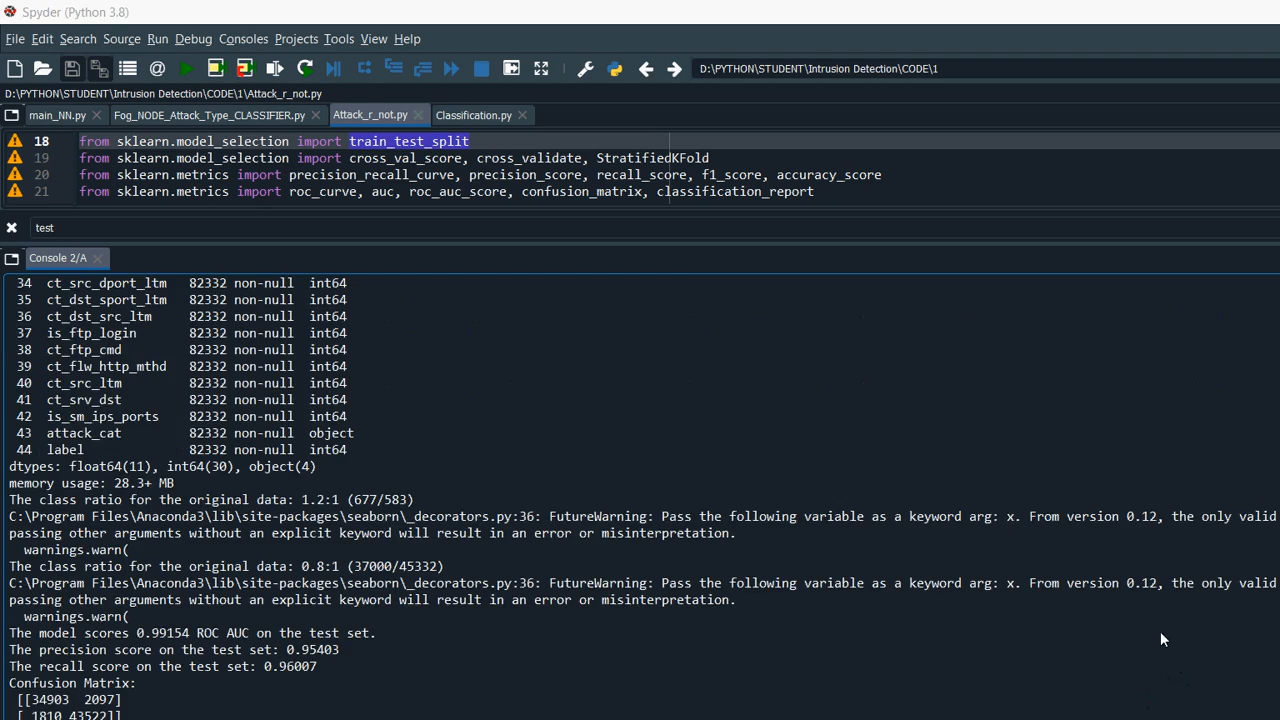 Spyder (Python 3.8)
File Edit Search Source Run Debug Consoles Projects Tools View Help
D:\PYTHON\STUDENT\Intrusion Detection\CODE\1
D:\PYTHON\STUDENT\Intrusion Detection\CODE\1\Attack_r_not.py
main_NN.py Fog_NODE_Attack_Type_CLASSIFIER.py Attack_r_not.py Classification.py
18 from sklearn.model_selection import train_test_split
19 from sklearn.model_selection import cross_val_score, cross_validate, StratifiedKFold
20 from sklearn.metrics import precision_recall_curve, precision_score, recall_score, f1_score, accuracy_score
21 from sklearn.metrics import roc_curve, auc, roc_auc_score, confusion_matrix, classification_report
test
Console 2/A
34 ct_src_dport_ltm 82332 non-null int64
35 ct_dst_sport_ltm 82332 non-null int64
36 ct_dst_src_ltm 82332 non-null int64
37 is_ftp_login 82332 non-null int64
38 ct_ftp_cmd 82332 non-null int64
39 ct_flw_http_mthd 82332 non-null int64
40 ct_src_ltm 82332 non-null int64
41 ct_srv_dst 82332 non-null int64
42 is_sm_ips_ports 82332 non-null int64
43 attack_cat 82332 non-null object
44 label 82332 non-null int64
dtypes: float64(11), int64(30), object(4)
memory usage: 28.3+ MB
The class ratio for the original data: 1.2:1 (677/583)
C:\Program Files\Anaconda3\lib\site-packages\seaborn\_decorators.py:36: FutureWarning: Pass the following variable as a keyword arg: x. From version 0.12, the only valid
passing other arguments without an explicit keyword will result in an error or misinterpretation.
warnings.warn(
The class ratio for the original data: 0.8:1 (37000/45332)
C:\Program Files\Anaconda3\lib\site-packages\seaborn\_decorators.py:36: FutureWarning: Pass the following variable as a keyword arg: x. From version 0.12, the only valid
passing other arguments without an explicit keyword will result in an error or misinterpretation.
warnings.warn(
The model scores 0.99154 ROC AUC on the test set.
The precision score on the test set: 0.95403
The recall score on the test set: 0.96007
Confusion Matrix:
[[34903 2097]
[ 1810 43522]]